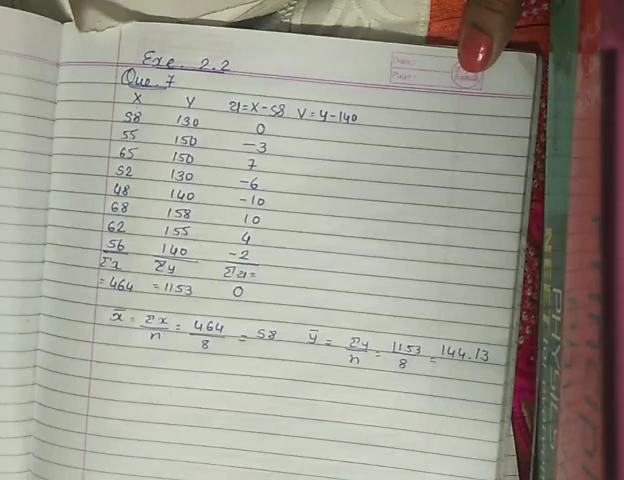 Exe. 2.2
Date:
Page:
Que. 7
X Y u=X-58 V=Y-140
58 130 0
55 150 -3
65 150 7
52 130 -6
48 140 -10
68 158 10
62 155 4
56 140 -2
Σx Σy Σu=
=464 =1153 0
x̄ = Σx/n = 464/8 = 58 ȳ = Σy/n = 1153/8 = 144.13
PHYSICS
NEET